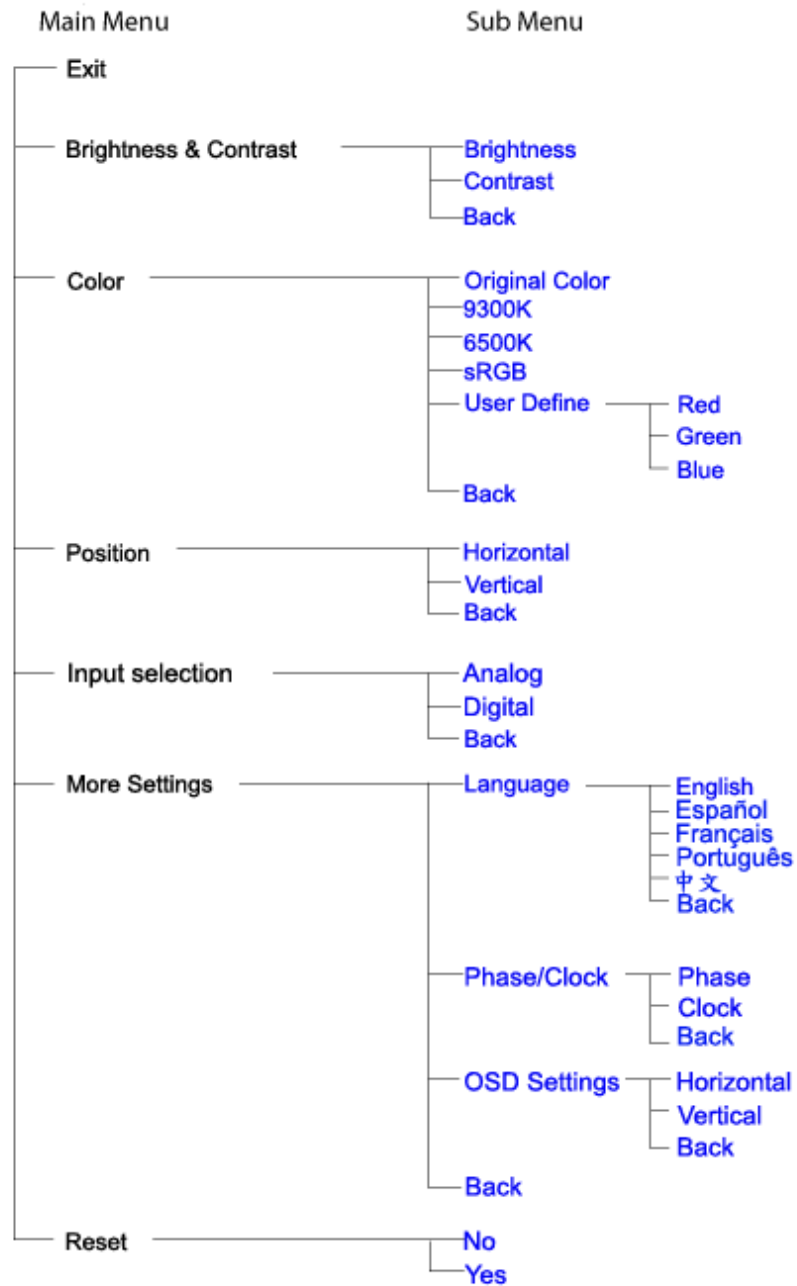 Main Menu Sub Menu
Exit
Brightness & Contrast Brightness
Contrast
Back
Color Original Color
9300K
6500K
sRGB
User Define Red
Green
Blue
Back
Position Horizontal
Vertical
Back
Input selection Analog
Digital
Back
More Settings Language English
Español
Français
Português
中文
Back
Phase/Clock Phase
Clock
Back
OSD Settings Horizontal
Vertical
Back
Back
Reset No
Yes